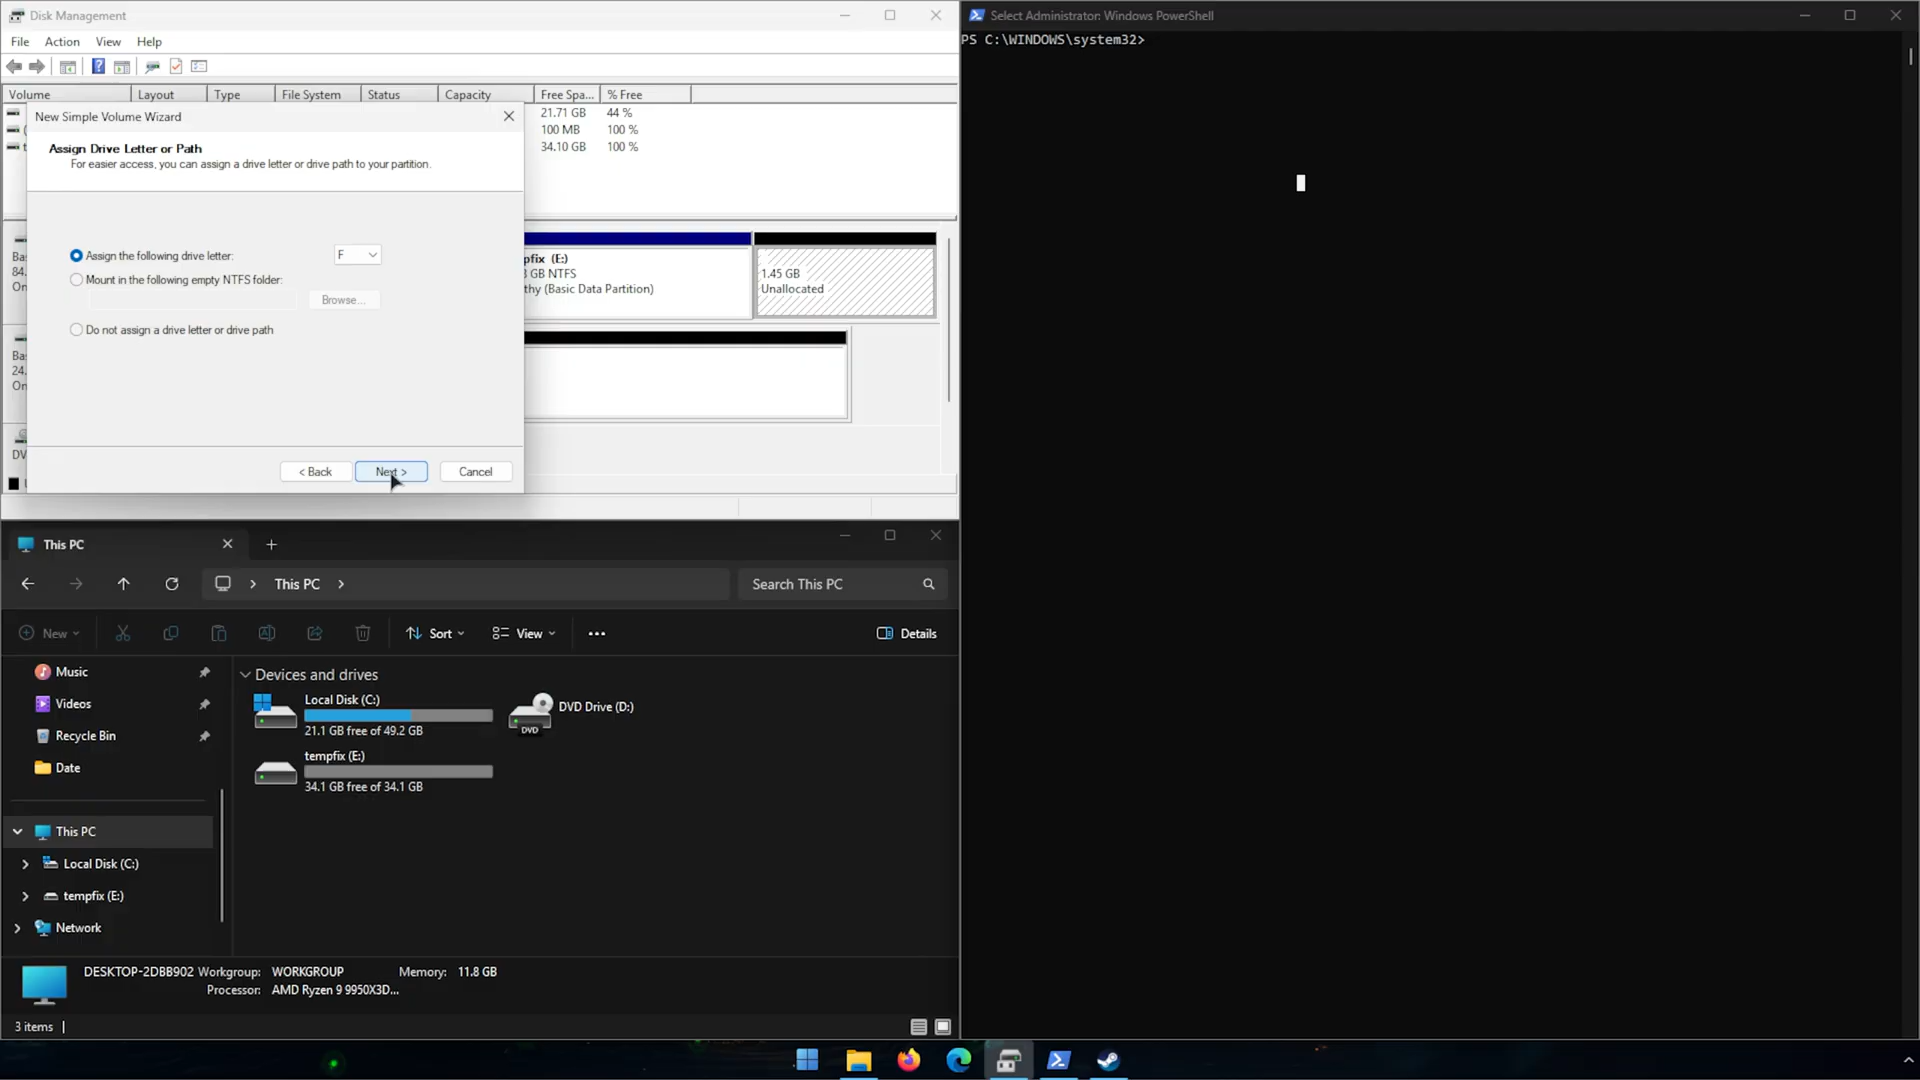 Disk Management
File Action View Help
Volume Layout Type File System Status Capacity Free Spa... % Free
21.71 GB 44 %
100 MB 100 %
34.10 GB 100 %
New Simple Volume Wizard
Assign Drive Letter or Path
For easier access, you can assign a drive letter or drive path to your partition.
Assign the following drive letter: F
Mount in the following empty NTFS folder:
Browse...
Do not assign a drive letter or drive path
< Back Next > Cancel
Ba
84.
On
pfix (E:)
GB NTFS
thy (Basic Data Partition)
1.45 GB
Unallocated
Ba
24.
On
DV
This PC
This PC
Search This PC
New
Sort
View
Details
Music
Videos
Recycle Bin
Date
This PC
Local Disk (C:)
tempfix (E:)
Network
Devices and drives
Local Disk (C:)
21.1 GB free of 49.2 GB
DVD
DVD Drive (D:)
tempfix (E:)
34.1 GB free of 34.1 GB
DESKTOP-2DBB902 Workgroup: WORKGROUP Memory: 11.8 GB
Processor: AMD Ryzen 9 9950X3D...
3 items
Select Administrator: Windows PowerShell
PS C:\WINDOWS\system32>